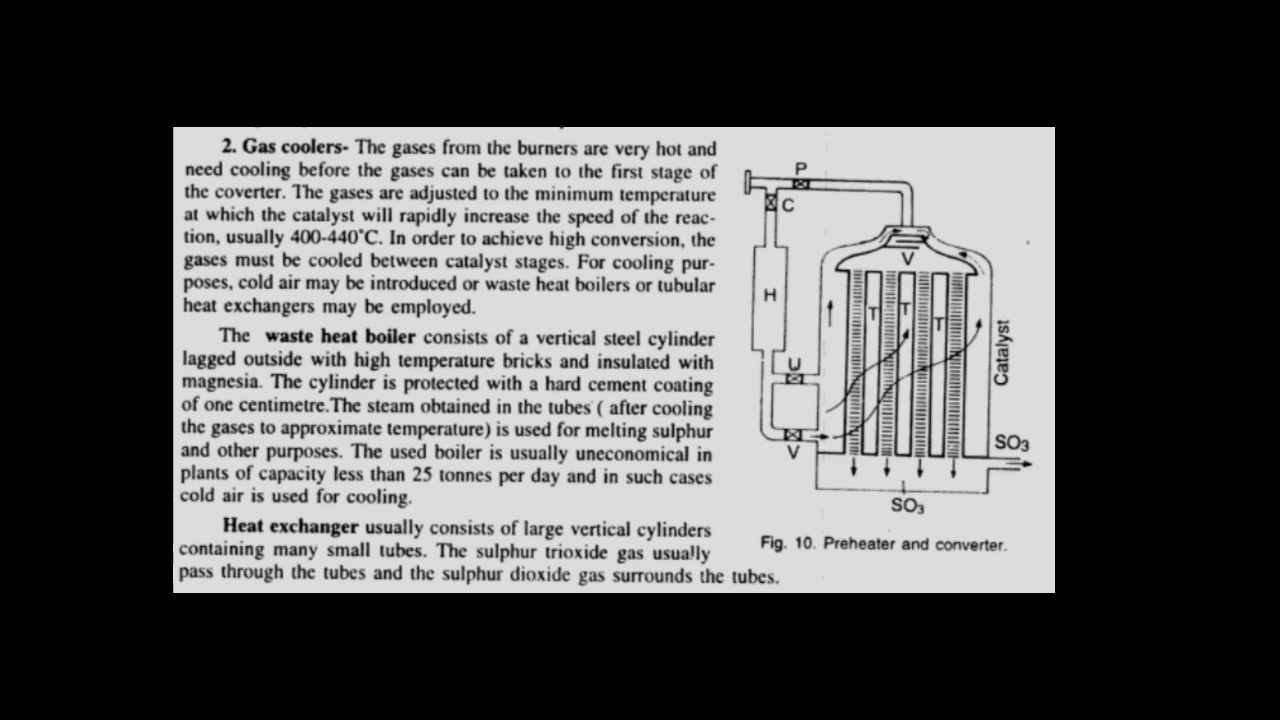 2. Gas coolers- The gases from the burners are very hot and
need cooling before the gases can be taken to the first stage of
the coverter. The gases are adjusted to the minimum temperature
at which the catalyst will rapidly increase the speed of the reac-
tion, usually 400-440°C. In order to achieve high conversion, the
gases must be cooled between catalyst stages. For cooling pur-
poses, cold air may be introduced or waste heat boilers or tubular
heat exchangers may be employed.
The waste heat boiler consists of a vertical steel cylinder
lagged outside with high temperature bricks and insulated with
magnesia. The cylinder is protected with a hard cement coating
of one centimetre.The steam obtained in the tubes ( after cooling
the gases to approximate temperature) is used for melting sulphur
and other purposes. The used boiler is usually uneconomical in
plants of capacity less than 25 tonnes per day and in such cases
cold air is used for cooling.
Heat exchanger usually consists of large vertical cylinders
containing many small tubes. The sulphur trioxide gas usually
pass through the tubes and the sulphur dioxide gas surrounds the tubes.
P
C
V
H
T
T
T
U
V
Catalyst
SO₃
SO₃
Fig. 10. Preheater and converter.